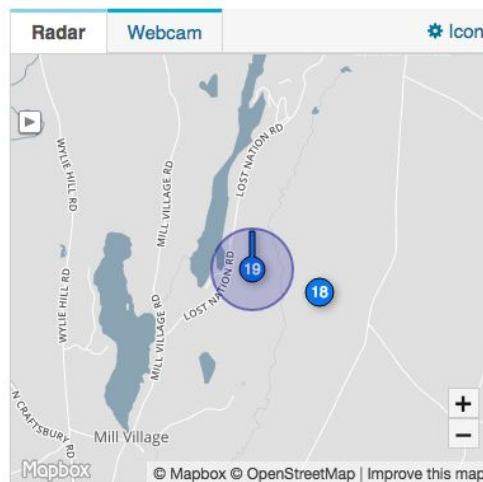 Radar
Webcam
Icon
WYLIE HILL RD
MILL VILLAGE RD
LOST NATION RD
19
18
WYLIE HILL RD
MILL VILLAGE RD
LOST NATION RD
N CRAFTSBURY RD
Mill Village
+
−
Mapbox
© Mapbox © OpenStreetMap | Improve this map